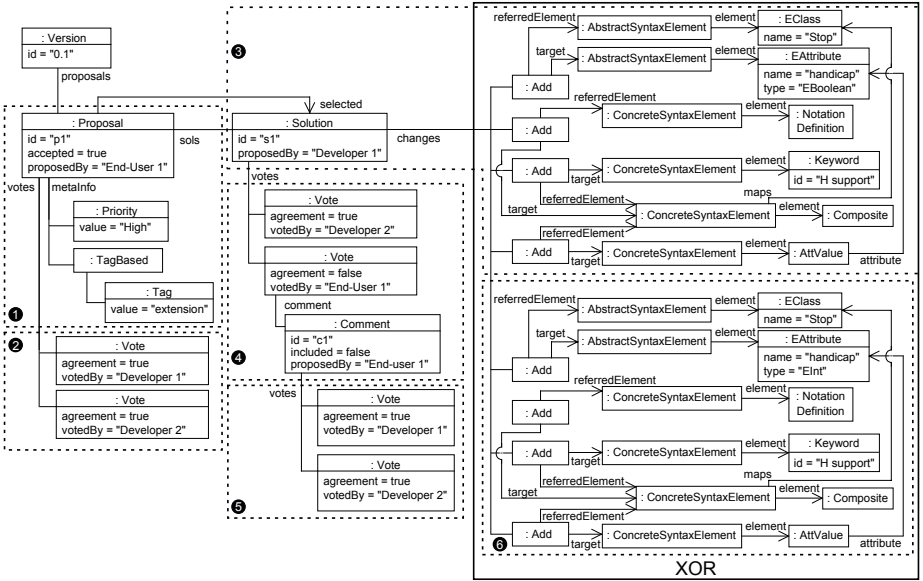 : Version
id = "0.1"
proposals
: Proposal
id = "p1"
accepted = true
proposedBy = "End-User 1"
votes
metaInfo
: Priority
value = "High"
: TagBased
: Tag
value = "extension"
❶
❷
: Vote
agreement = true
votedBy = "Developer 1"
: Vote
agreement = true
votedBy = "Developer 2"
sols
selected
❸
: Solution
id = "s1"
proposedBy = "Developer 1"
changes
votes
: Vote
agreement = true
votedBy = "Developer 2"
: Vote
agreement = false
votedBy = "End-User 1"
comment
: Comment
id = "c1"
included = false
proposedBy = "End-user 1"
❹
votes
: Vote
agreement = true
votedBy = "Developer 1"
: Vote
agreement = true
votedBy = "Developer 2"
❺
referredElement
: AbstractSyntaxElement
element
: EClass
name = "Stop"
target
: AbstractSyntaxElement
element
: EAttribute
name = "handicap"
type = "EBoolean"
: Add
referredElement
: Add
: ConcreteSyntaxElement
element
: Notation
Definition
: Add
target
: ConcreteSyntaxElement
element
: Keyword
id = "H support"
maps
referredElement
target
: ConcreteSyntaxElement
element
: Composite
referredElement
: Add
target
: ConcreteSyntaxElement
element
: AttValue
attribute
referredElement
: AbstractSyntaxElement
element
: EClass
name = "Stop"
target
: AbstractSyntaxElement
element
: EAttribute
name = "handicap"
type = "EInt"
: Add
referredElement
: Add
: ConcreteSyntaxElement
element
: Notation
Definition
: Add
target
: ConcreteSyntaxElement
element
: Keyword
id = "H support"
maps
referredElement
target
: ConcreteSyntaxElement
element
: Composite
referredElement
❻
: Add
target
: ConcreteSyntaxElement
element
: AttValue
attribute
XOR